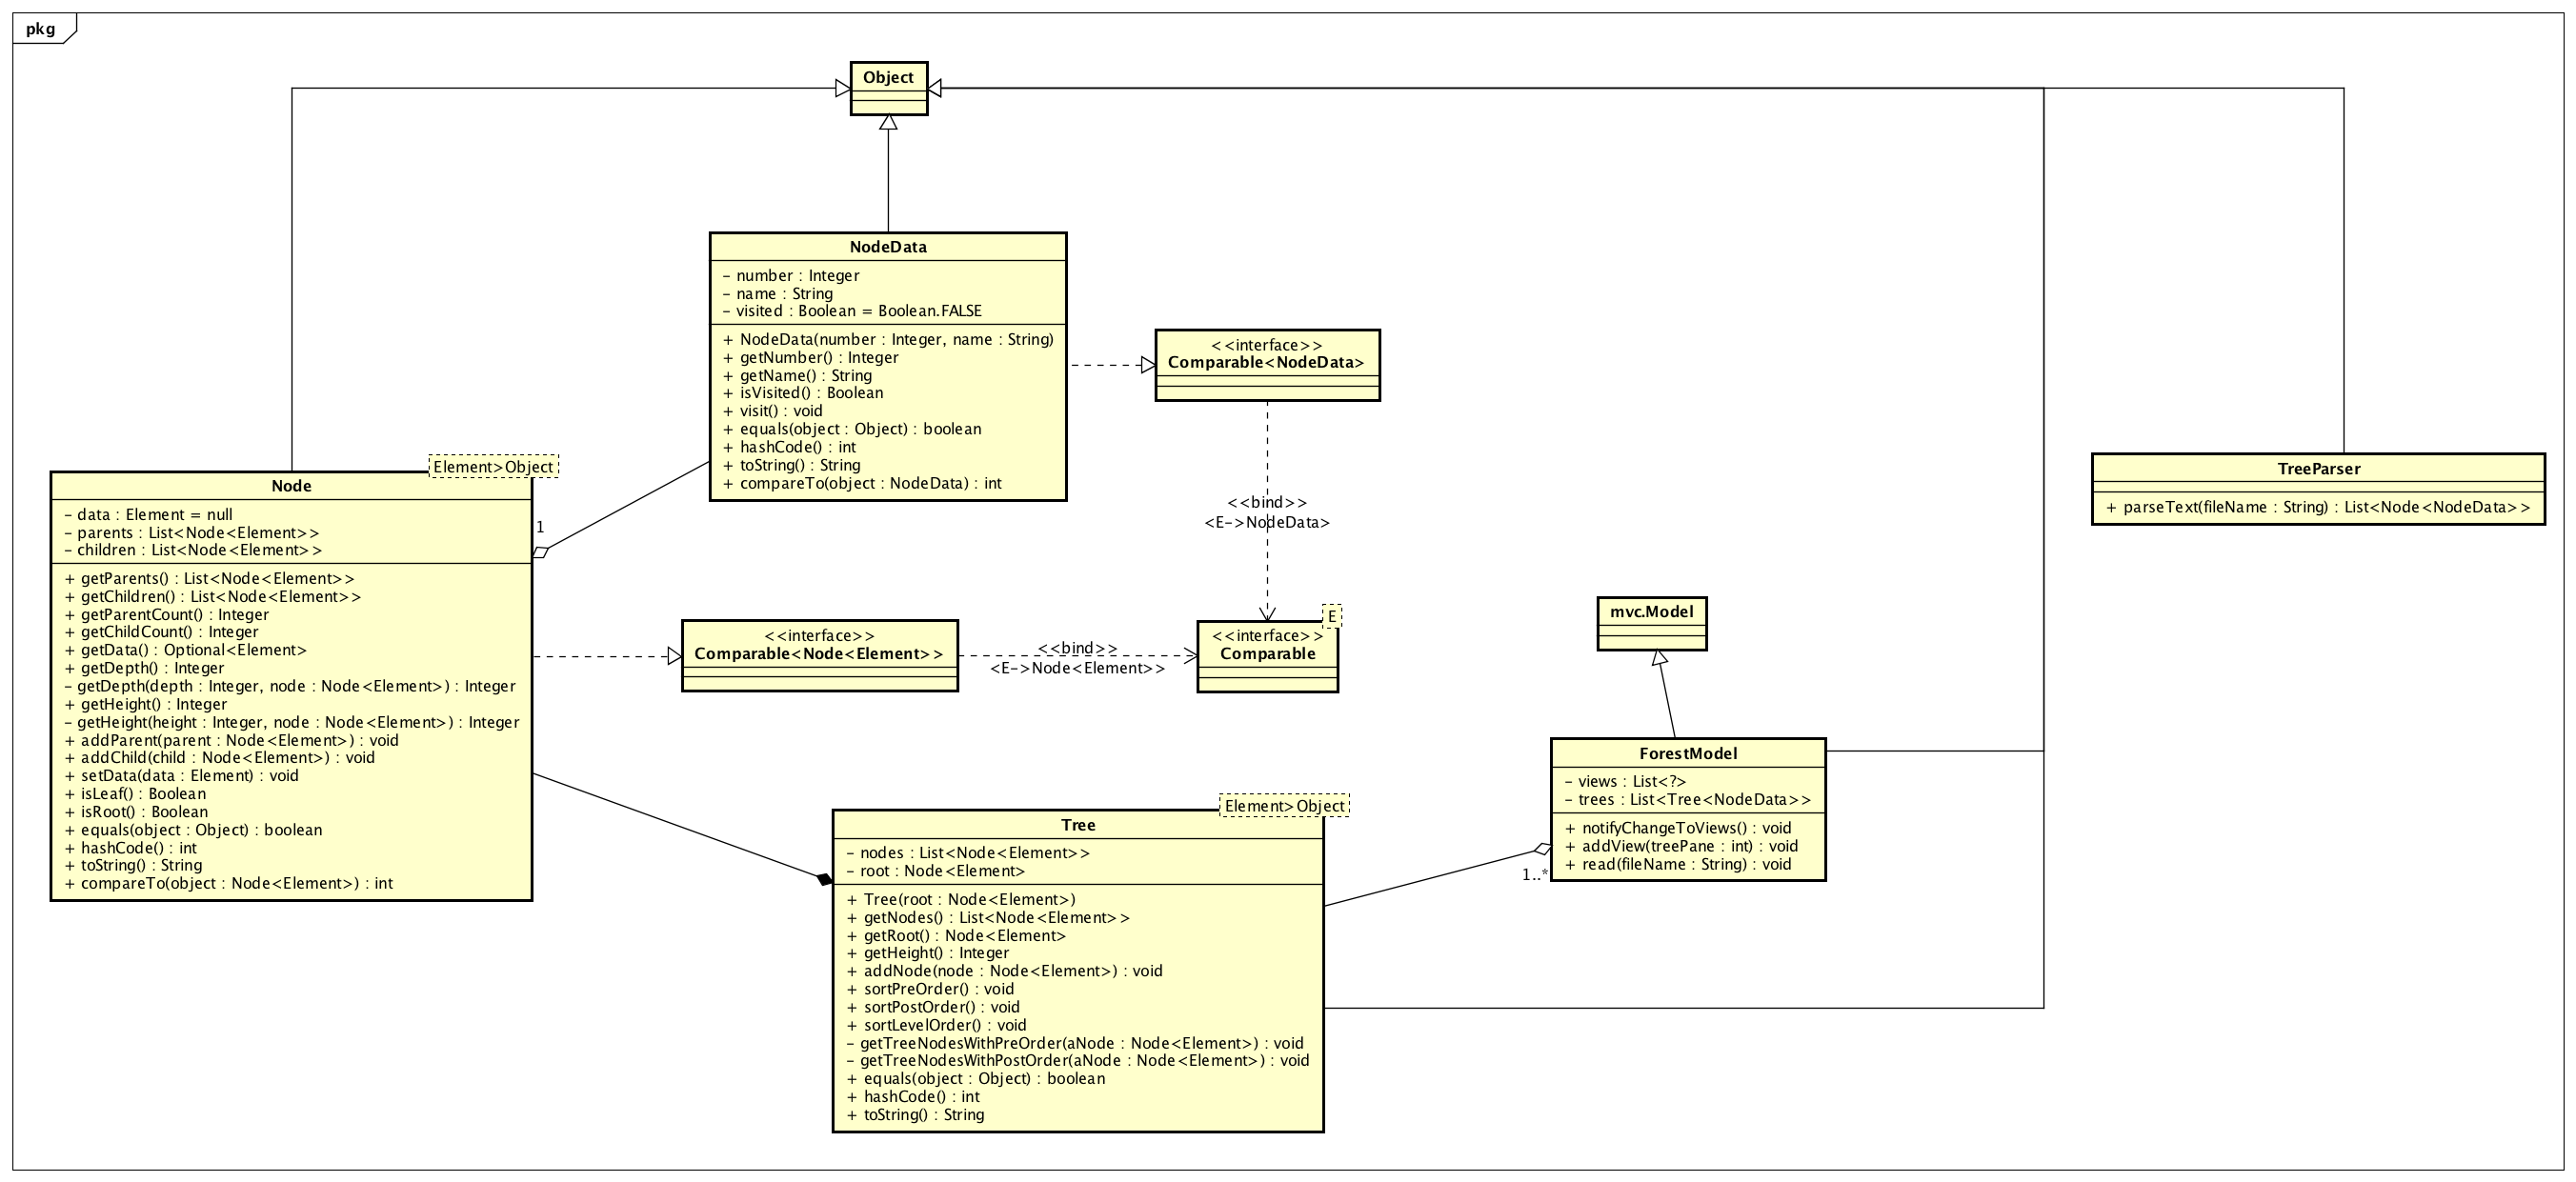 pkg
Object
NodeData
– number : Integer
– name : String
– visited : Boolean = Boolean.FALSE
+ NodeData(number : Integer, name : String)
+ getNumber() : Integer
+ getName() : String
+ isVisited() : Boolean
+ visit() : void
+ equals(object : Object) : boolean
+ hashCode() : int
+ toString() : String
+ compareTo(object : NodeData) : int
<<interface>>
Comparable<NodeData>
<<bind>>
<E->NodeData>
TreeParser
+ parseText(fileName : String) : List<Node<NodeData>>
Element>Object
Node
– data : Element = null
– parents : List<Node<Element>>
– children : List<Node<Element>>
+ getParents() : List<Node<Element>>
+ getChildren() : List<Node<Element>>
+ getParentCount() : Integer
+ getChildCount() : Integer
+ getData() : Optional<Element>
+ getDepth() : Integer
– getDepth(depth : Integer, node : Node<Element>) : Integer
+ getHeight() : Integer
– getHeight(height : Integer, node : Node<Element>) : Integer
+ addParent(parent : Node<Element>) : void
+ addChild(child : Node<Element>) : void
+ setData(data : Element) : void
+ isLeaf() : Boolean
+ isRoot() : Boolean
+ equals(object : Object) : boolean
+ hashCode() : int
+ toString() : String
+ compareTo(object : Node<Element>) : int
1
<<interface>>
Comparable<Node<Element>>
<<bind>>
<E->Node<Element>>
E
<<interface>>
Comparable
mvc.Model
ForestModel
– views : List<?>
– trees : List<Tree<NodeData>>
+ notifyChangeToViews() : void
+ addView(treePane : int) : void
+ read(fileName : String) : void
1..*
Element>Object
Tree
– nodes : List<Node<Element>>
– root : Node<Element>
+ Tree(root : Node<Element>)
+ getNodes() : List<Node<Element>>
+ getRoot() : Node<Element>
+ getHeight() : Integer
+ addNode(node : Node<Element>) : void
+ sortPreOrder() : void
+ sortPostOrder() : void
+ sortLevelOrder() : void
– getTreeNodesWithPreOrder(aNode : Node<Element>) : void
– getTreeNodesWithPostOrder(aNode : Node<Element>) : void
+ equals(object : Object) : boolean
+ hashCode() : int
+ toString() : String